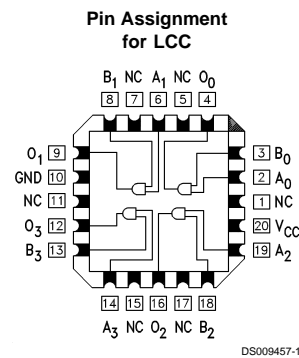 Pin Assignment
for LCC
B1 NC A1 NC O0
8 7 6 5 4
O1 9
3 B0
GND 10
2 A0
NC 11
1 NC
O3 12
20 VCC
B3 13
19 A2
14 15 16 17 18
A3 NC O2 NC B2
DS009457-1